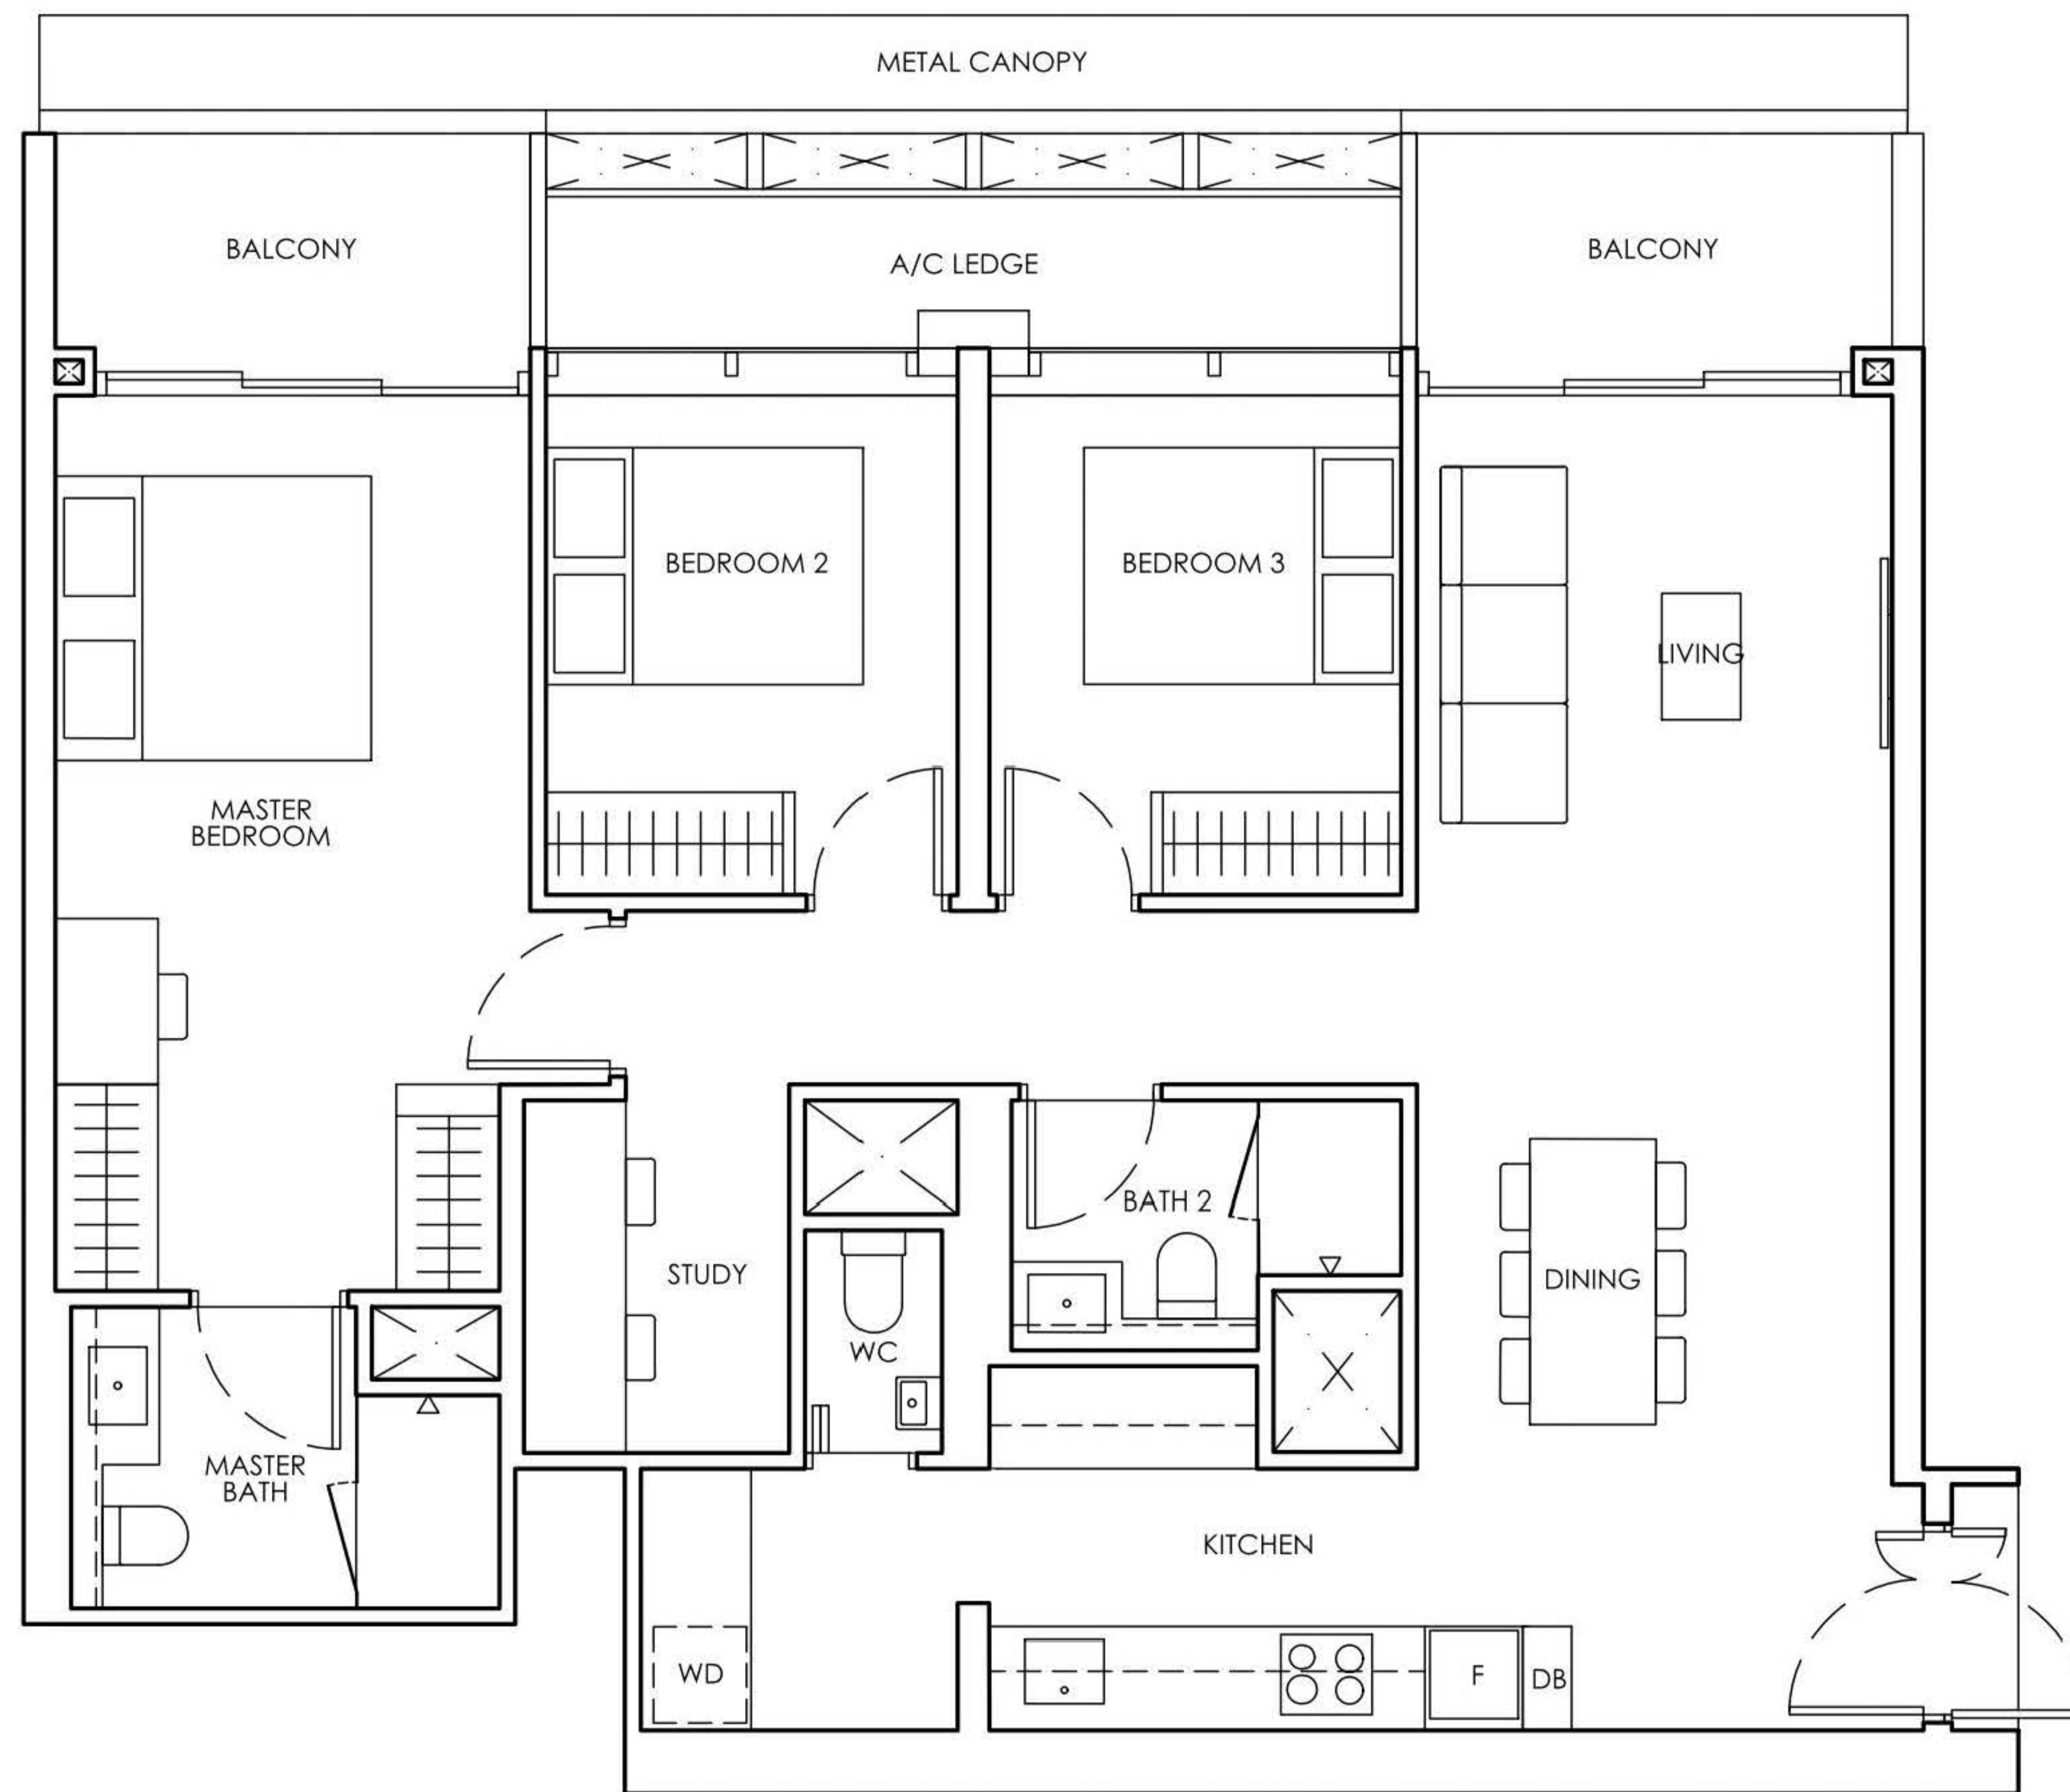 METAL CANOPY
BALCONY
A/C LEDGE
BALCONY
BEDROOM 2
BEDROOM 3
LIVING
MASTER
BEDROOM
BATH 2
STUDY
DINING
WC
MASTER
BATH
KITCHEN
WD
F
DB